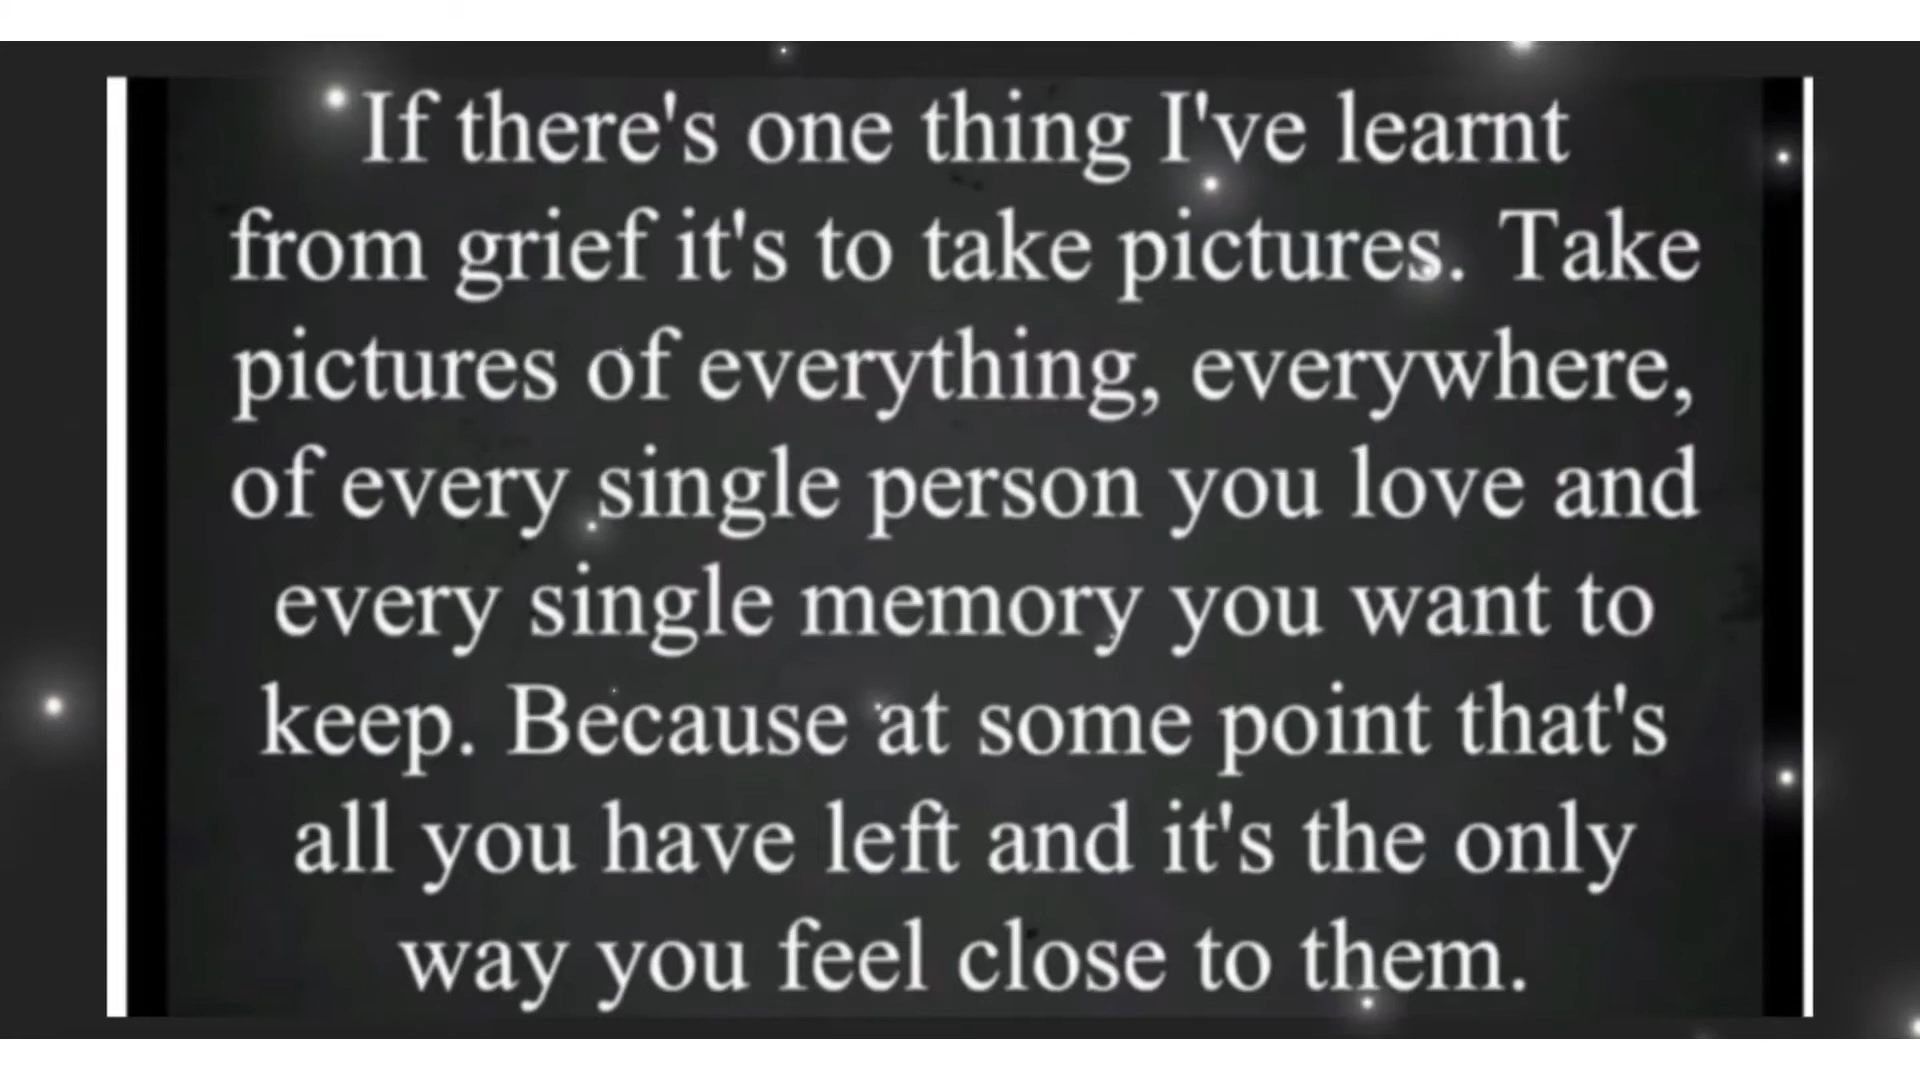 If there's one thing I've learnt
from grief it's to take pictures. Take
pictures of everything, everywhere,
of every single person you love and
every single memory you want to
keep. Because at some point that's
all you have left and it's the only
way you feel close to them.